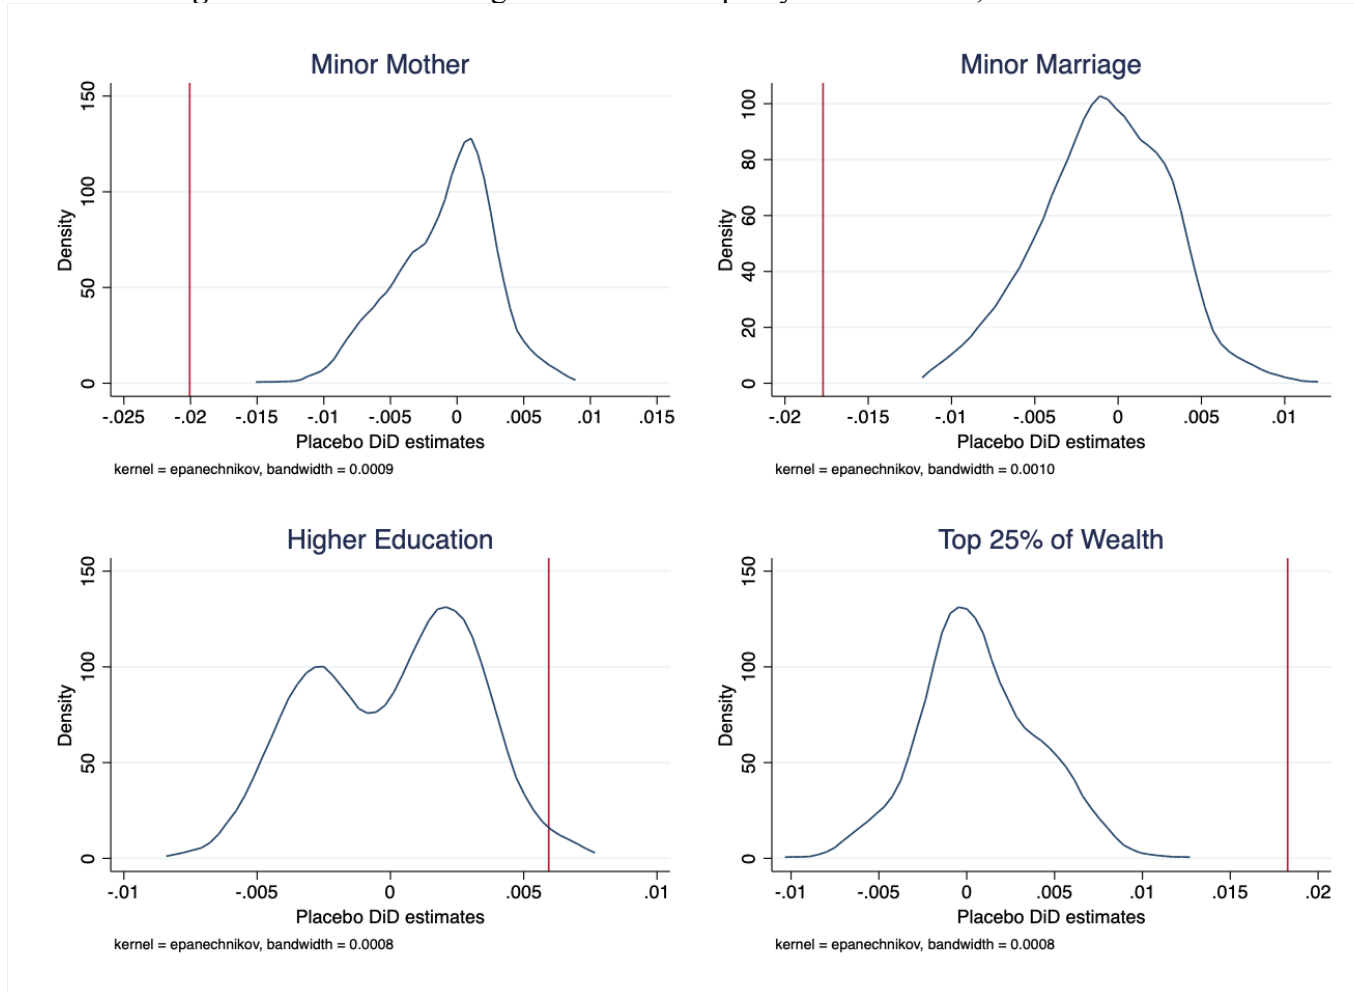 Minor Mother
Density
150
100
50
0
-.025 -.02 -.015 -.01 -.005 0 .005 .01 .015
Placebo DiD estimates
kernel = epanechnikov, bandwidth = 0.0009
Minor Marriage
Density
100
80
60
40
20
0
-.02 -.015 -.01 -.005 0 .005 .01
Placebo DiD estimates
kernel = epanechnikov, bandwidth = 0.0010
Higher Education
Density
150
100
50
0
-.01 -.005 0 .005 .01
Placebo DiD estimates
kernel = epanechnikov, bandwidth = 0.0008
Top 25% of Wealth
Density
150
100
50
0
-.01 -.005 0 .005 .01 .015 .02
Placebo DiD estimates
kernel = epanechnikov, bandwidth = 0.0008